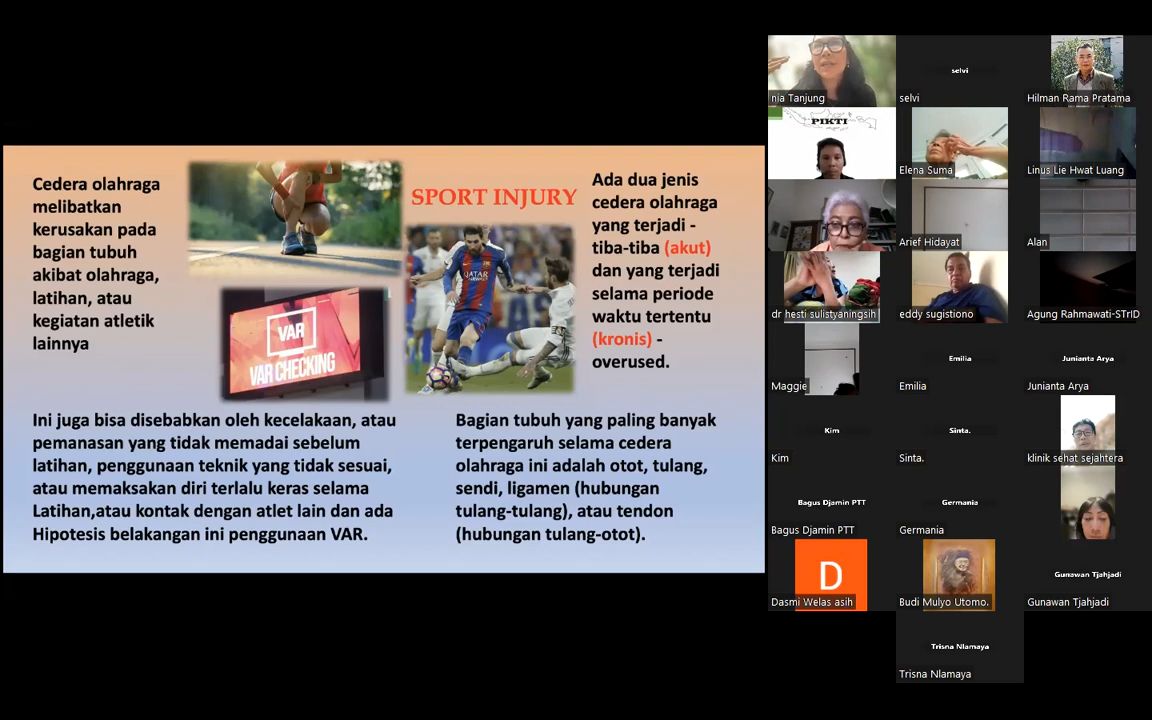 Cedera olahraga
melibatkan
kerusakan pada
bagian tubuh
akibat olahraga,
latihan, atau
kegiatan atletik
lainnya
SPORT INJURY
VAR
VAR CHECKING
QATAR
Ada dua jenis
cedera olahraga
yang terjadi -
tiba-tiba (akut)
dan yang terjadi
selama periode
waktu tertentu
(kronis) -
overused.
Ini juga bisa disebabkan oleh kecelakaan, atau
pemanasan yang tidak memadai sebelum
latihan, penggunaan teknik yang tidak sesuai,
atau memaksakan diri terlalu keras selama
Latihan,atau kontak dengan atlet lain dan ada
Hipotesis belakangan ini penggunaan VAR.
Bagian tubuh yang paling banyak
terpengaruh selama cedera
olahraga ini adalah otot, tulang,
sendi, ligamen (hubungan
tulang-tulang), atau tendon
(hubungan tulang-otot).
nia Tanjung
selvi
selvi
Hilman Rama Pratama
PIKTI
Elena Suma
Linus Lie Hwat Luang
Arief Hidayat
Alan
dr hesti sulistyaningsih
eddy sugistiono
Agung Rahmawati-STRID
Maggie
Emilia
Emilia
Junianta Arya
Junianta Arya
Kim
Kim
Sinta.
Sinta.
klinik sehat sejahtera
Bagus Djamin PTT
Bagus Djamin PTT
Germania
Germania
D
Dasmi Welas asih
Budi Mulyo Utomo.
Gunawan Tjahjadi
Gunawan Tjahjadi
Trisna Nlamaya
Trisna Nlamaya